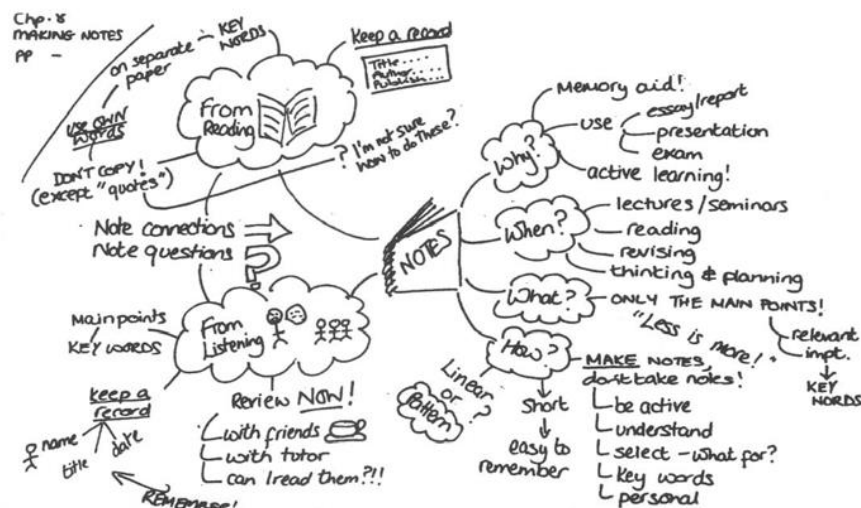 Chp. 8
MAKING NOTES
PP -
on separate
paper
KEY
WORDS
Keep a record
Title ....
Author ....
Publish ....
From
Reading
USE OWN
WORDS
DON'T COPY!
(except "quotes")
? I'm not sure
how to do these?
Note connections
Note questions
?
From
Listening
Main points
KEY WORDS
keep a
record
name
title
date
REMEMBER!
Review NOW!
with friends
with tutor
can I read them?!!
NOTES
Why?
Memory aid!
use
essay/report
presentation
exam
active learning!
When?
lectures/seminars
reading
revising
thinking & planning
What?
ONLY THE MAIN POINTS!
"Less is more!"
relevant
impt.
KEY
WORDS
How?
Linear
or
Pattern
?
short
easy to
remember
MAKE NOTES,
don't take notes!
be active
understand
select - what for?
Key words
personal